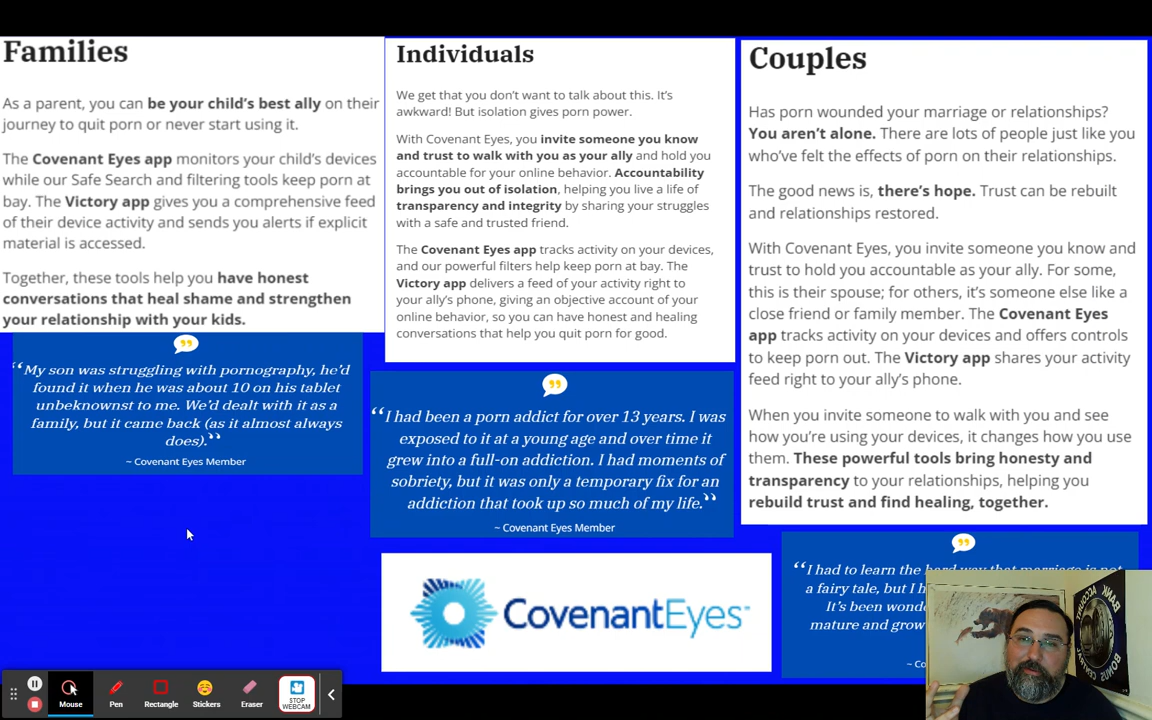 Families
As a parent, you can be your child's best ally on their
journey to quit porn or never start using it.
The Covenant Eyes app monitors your child's devices
while our Safe Search and filtering tools keep porn at
bay. The Victory app gives you a comprehensive feed
of their device activity and sends you alerts if explicit
material is accessed.
Together, these tools help you have honest
conversations that heal shame and strengthen
your relationship with your kids.
“My son was struggling with pornography, he'd
found it when he was about 10 on his tablet
unbeknownst to me. We'd dealt with it as a
family, but it came back (as it almost always
does).”
~ Covenant Eyes Member
Individuals
We get that you don't want to talk about this. It's
awkward! But isolation gives porn power.
With Covenant Eyes, you invite someone you know
and trust to walk with you as your ally and hold you
accountable for your online behavior. Accountability
brings you out of isolation, helping you live a life of
transparency and integrity by sharing your struggles
with a safe and trusted friend.
The Covenant Eyes app tracks activity on your devices,
and our powerful filters help keep porn at bay. The
Victory app delivers a feed of your activity right to
your ally's phone, giving an objective account of your
online behavior, so you can have honest and healing
conversations that help you quit porn for good.
“I had been a porn addict for over 13 years. I was
exposed to it at a young age and over time it
grew into a full-on addiction. I had moments of
sobriety, but it was only a temporary fix for an
addiction that took up so much of my life.”
~ Covenant Eyes Member
CovenantEyes
Couples
Has porn wounded your marriage or relationships?
You aren't alone. There are lots of people just like you
who've felt the effects of porn on their relationships.
The good news is, there's hope. Trust can be rebuilt
and relationships restored.
With Covenant Eyes, you invite someone you know and
trust to hold you accountable as your ally. For some,
this is their spouse; for others, it's someone else like a
close friend or family member. The Covenant Eyes
app tracks activity on your devices and offers controls
to keep porn out. The Victory app shares your activity
feed right to your ally's phone.
When you invite someone to walk with you and see
how you're using your devices, it changes how you use
them. These powerful tools bring honesty and
transparency to your relationships, helping you
rebuild trust and find healing, together.
“I had to learn the hard way that marriage is not
a fairy tale, but I
It's been
mature and grow
BANK ACCOUNT
BONUS
Mouse
Pen
Rectangle
Stickers
Eraser
STOP
WEBCAM